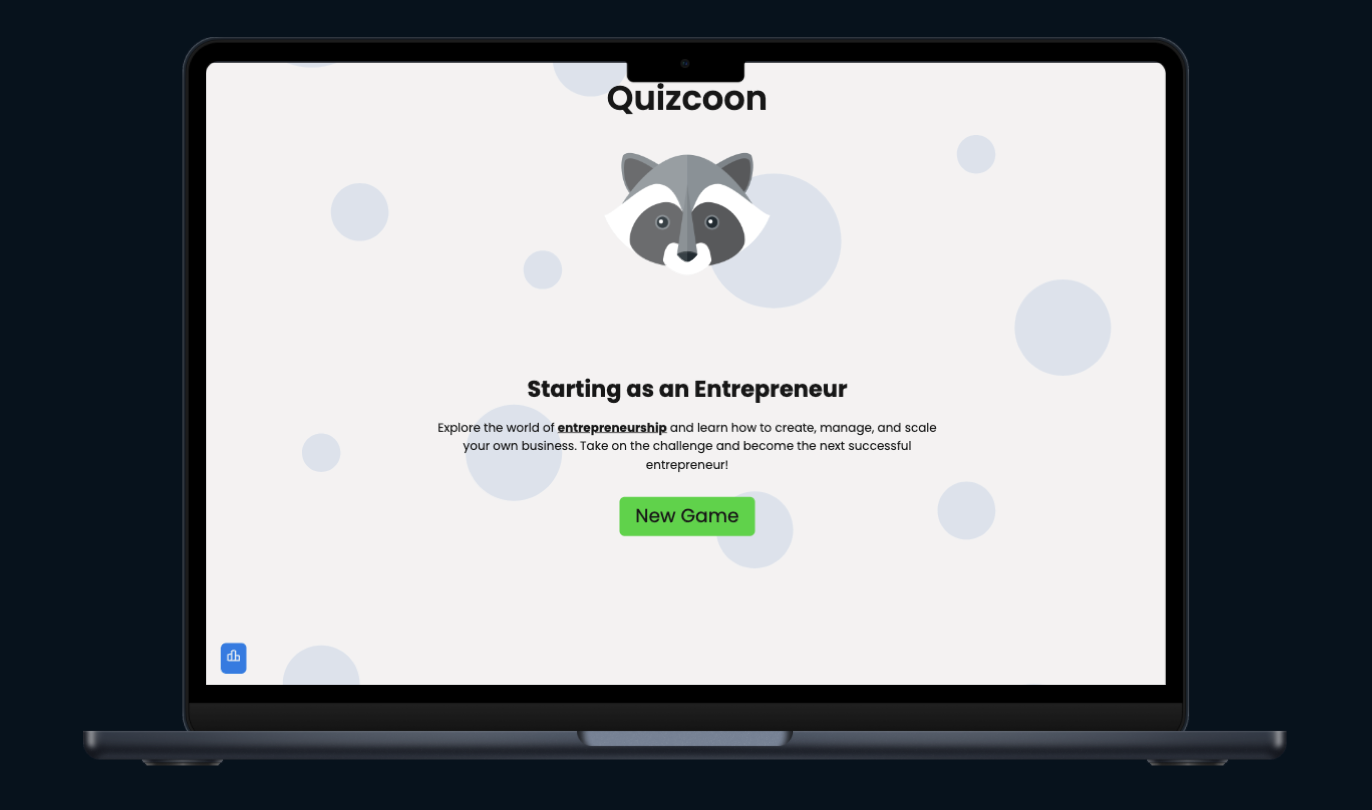 Quizcoon
Starting as an Entrepreneur
Explore the world of entrepreneurship and learn how to create, manage, and scale
your own business. Take on the challenge and become the next successful
entrepreneur!
New Game